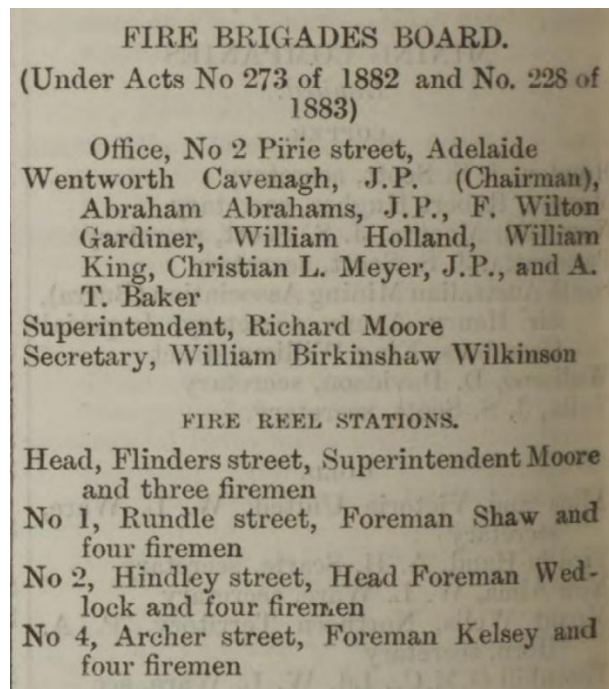 FIRE BRIGADES BOARD.
(Under Acts No 273 of 1882 and No. 228 of
1883)
Office, No 2 Pirie street, Adelaide
Wentworth Cavenagh, J.P. (Chairman),
Abraham Abrahams, J.P., F. Wilton
Gardiner, William Holland, William
King, Christian L. Meyer, J.P., and A.
T. Baker
Superintendent, Richard Moore
Secretary, William Birkinshaw Wilkinson
FIRE REEL STATIONS.
Head, Flinders street, Superintendent Moore
and three firemen
No 1, Rundle street, Foreman Shaw and
four firemen
No 2, Hindley street, Head Foreman Wed-
lock and four firemen
No 4, Archer street, Foreman Kelsey and
four firemen